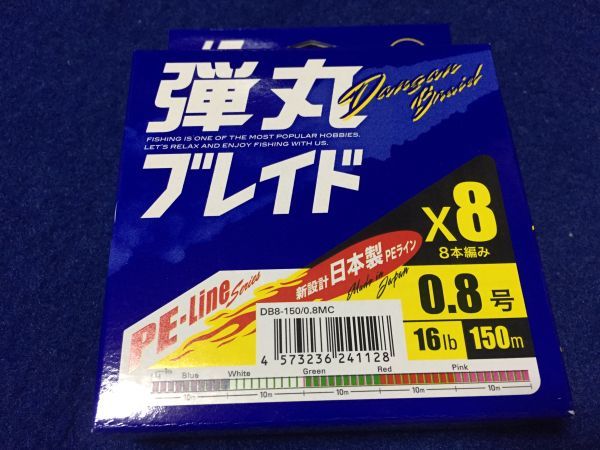 弾丸
Dangan Braid
FISHING IS ONE OF THE MOST POPULAR HOBBIES.
LET'S RELAX AND ENJOY FISHING WITH US.
ブレイド
X8
8本編み
PE-Line Series
新設計 日本製 PEライン
Made in Japan
0.8号
16lb 150m
DB8-150/0.8MC
4 573236 241128
Blue White Green Red Pink
10m 10m 10m 10m 10m